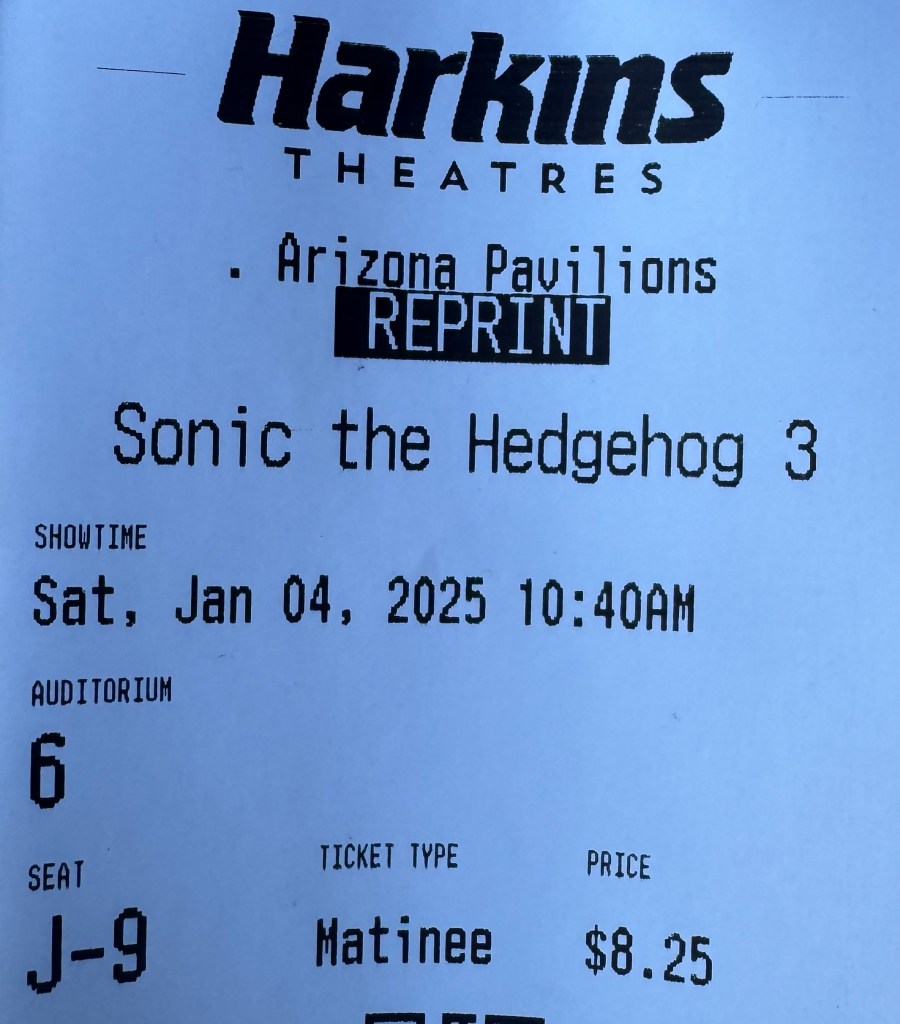 Harkins
THEATRES
. Arizona Pavilions
REPRINT
Sonic the Hedgehog 3
SHOWTIME
Sat, Jan 04, 2025 10:40AM
AUDITORIUM
6
SEAT
TICKET TYPE
PRICE
J-9
Matinee
$8.25